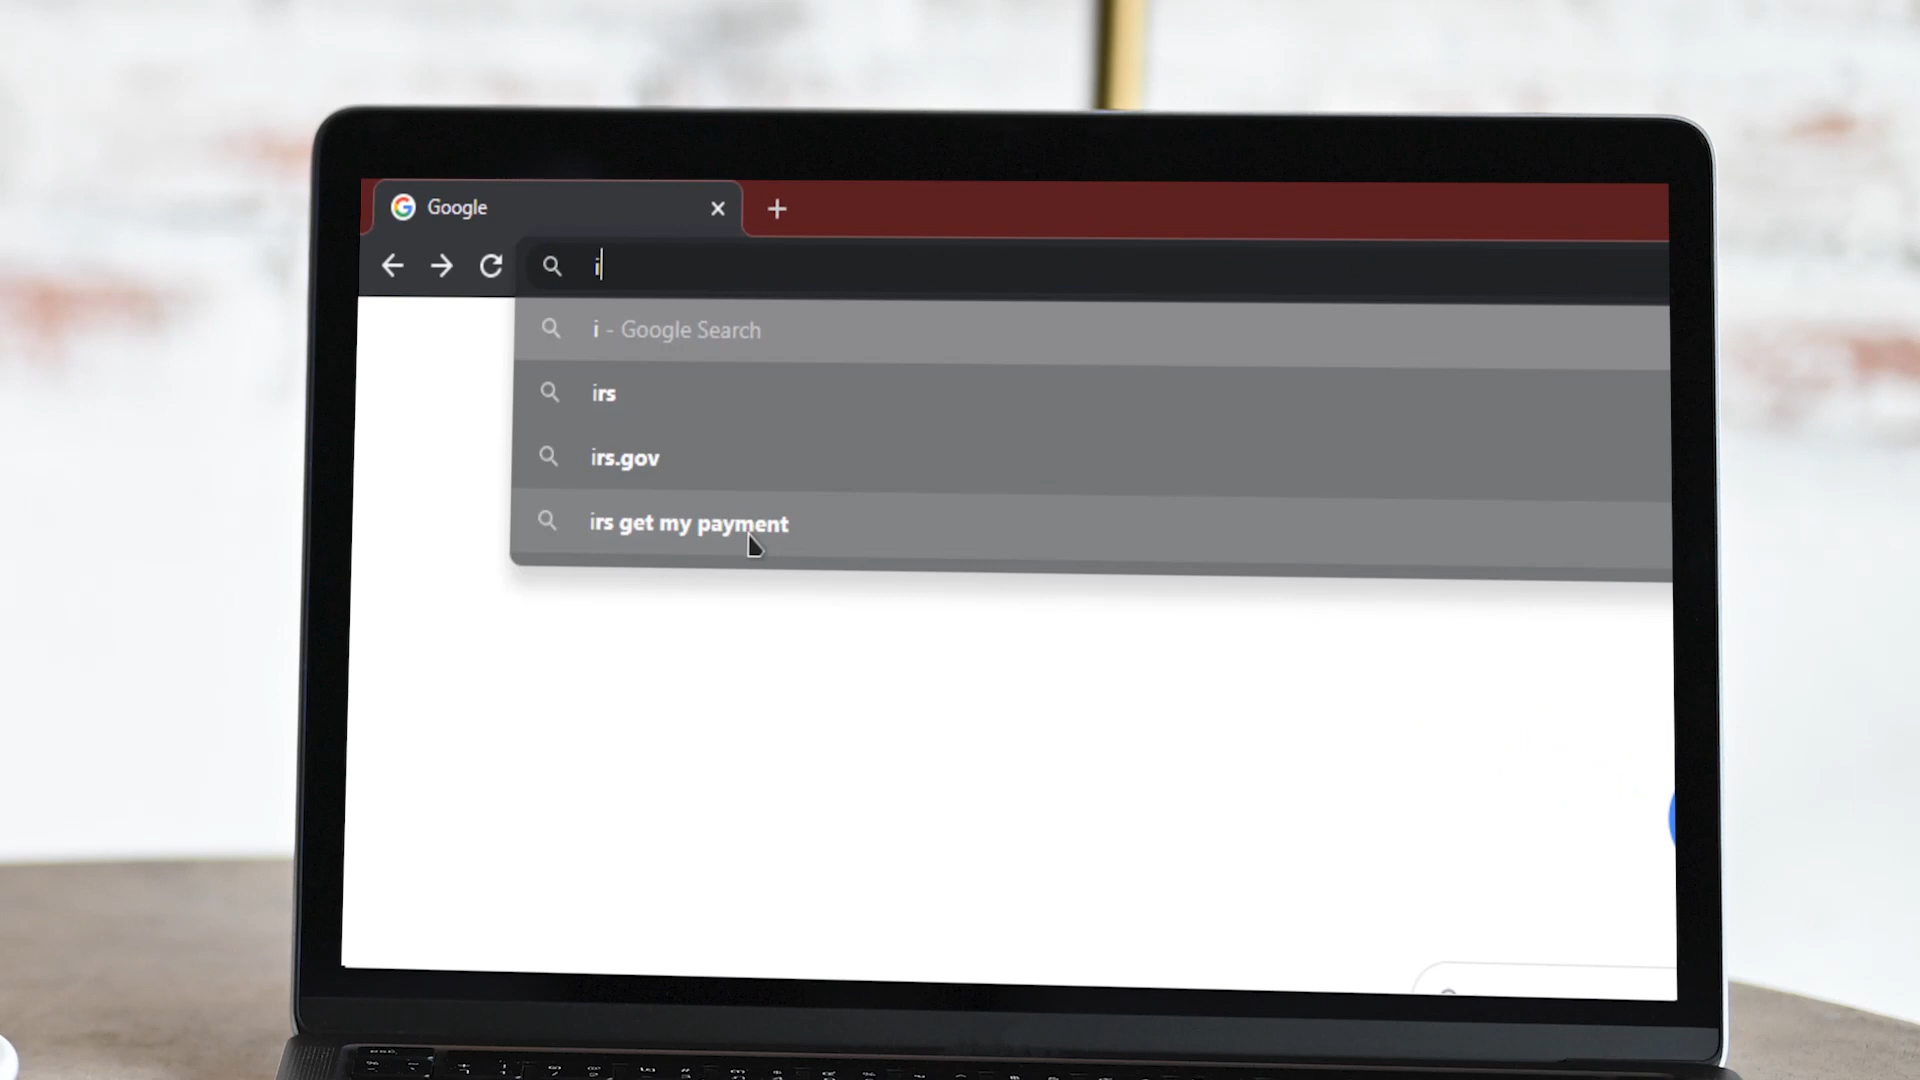 Google
i
i - Google Search
irs
irs.gov
irs get my payment